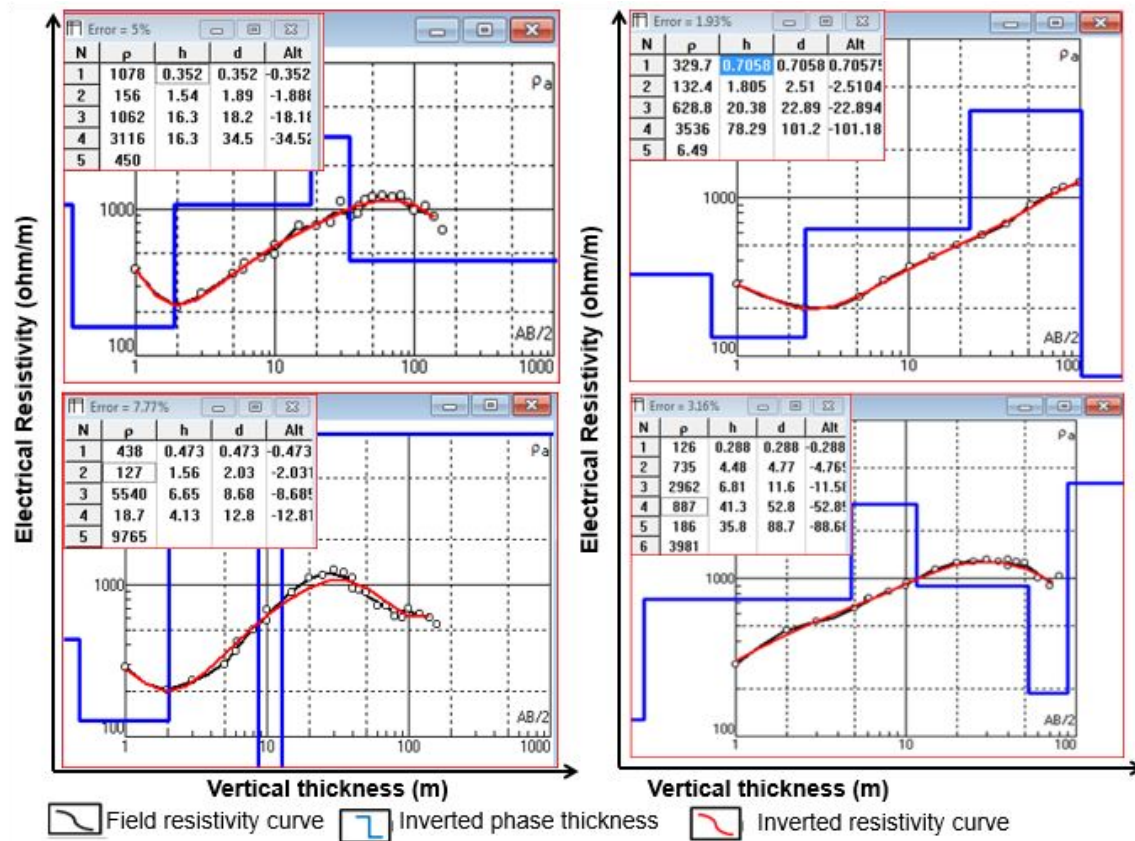 Electrical Resistivity (ohm/m)
Error = 5%
N ρ h d Alt
1 1078 0.352 0.352 -0.352
2 156 1.54 1.89 -1.888
3 1062 16.3 18.2 -18.18
4 3116 16.3 34.5 -34.52
5 450
ρa
1000
100
AB/2
1 10 100 1000
Error = 7.77%
N ρ h d Alt
1 438 0.473 0.473 -0.473
2 127 1.56 2.03 -2.031
3 5540 6.65 8.68 -8.685
4 18.7 4.13 12.8 -12.81
5 9765
ρa
1000
100
AB/2
1 10 100 1000
Vertical thickness (m)
Electrical Resistivity (ohm/m)
Error = 1.93%
N ρ h d Alt
1 329.7 0.7058 0.7058 0.70575
2 132.4 1.805 2.51 -2.5104
3 628.8 20.38 22.89 -22.894
4 3536 78.29 101.2 -101.18
5 6.49
ρa
1000
100
AB/2
1 10 100
Error = 3.16%
N ρ h d Alt
1 126 0.288 0.288 -0.288
2 735 4.48 4.77 -4.765
3 2962 6.81 11.6 -11.58
4 887 41.3 52.8 -52.85
5 186 35.8 88.7 -88.68
6 3981
ρa
1000
100
AB/2
1 10 100
Vertical thickness (m)
Field resistivity curve Inverted phase thickness Inverted resistivity curve